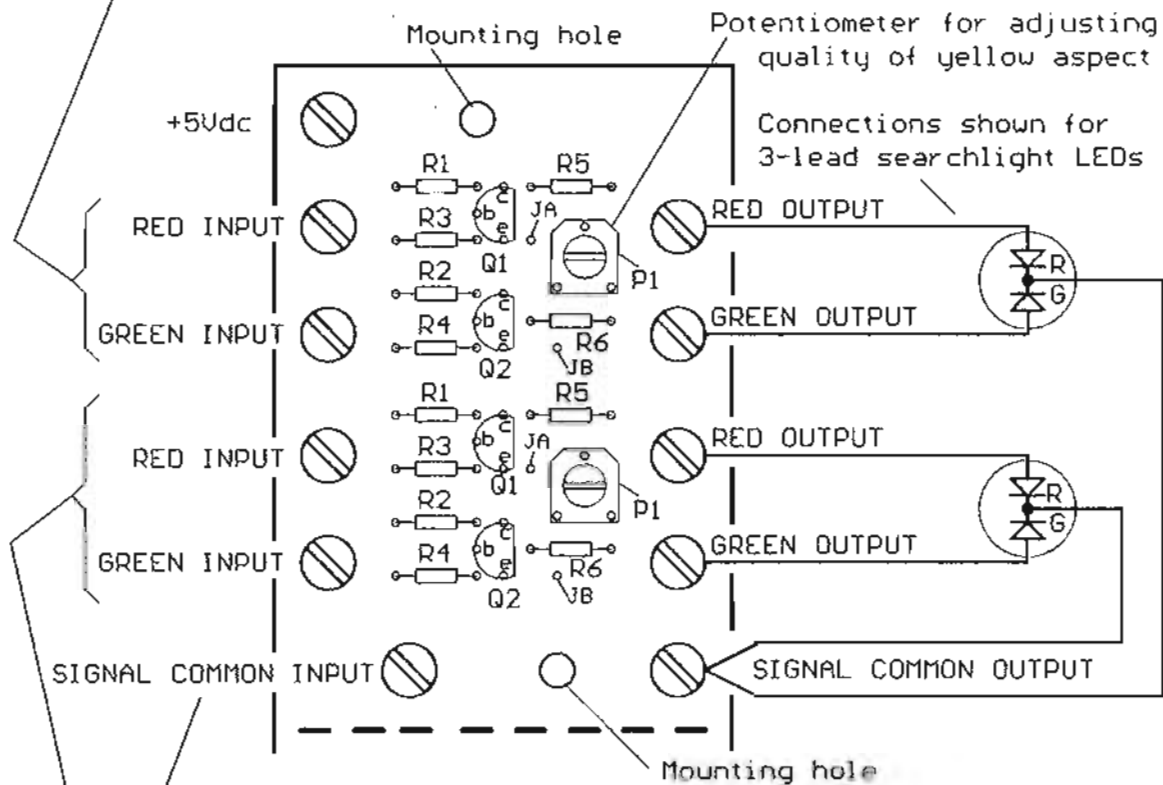 Mounting hole
Potentiometer for adjusting
quality of yellow aspect
+5Vdc
Connections shown for
3-lead searchlight LEDs
R1
R5
c
b
e
JA
RED INPUT
R3
Q1
P1
RED OUTPUT
R
G
R2
c
b
e
GREEN INPUT
R4
Q2
R6
JB
GREEN OUTPUT
R1
R5
c
b
e
JA
RED INPUT
R3
Q1
P1
RED OUTPUT
R
G
R2
c
b
e
GREEN INPUT
R4
Q2
R6
JB
GREEN OUTPUT
SIGNAL COMMON INPUT
SIGNAL COMMON OUTPUT
Mounting hole